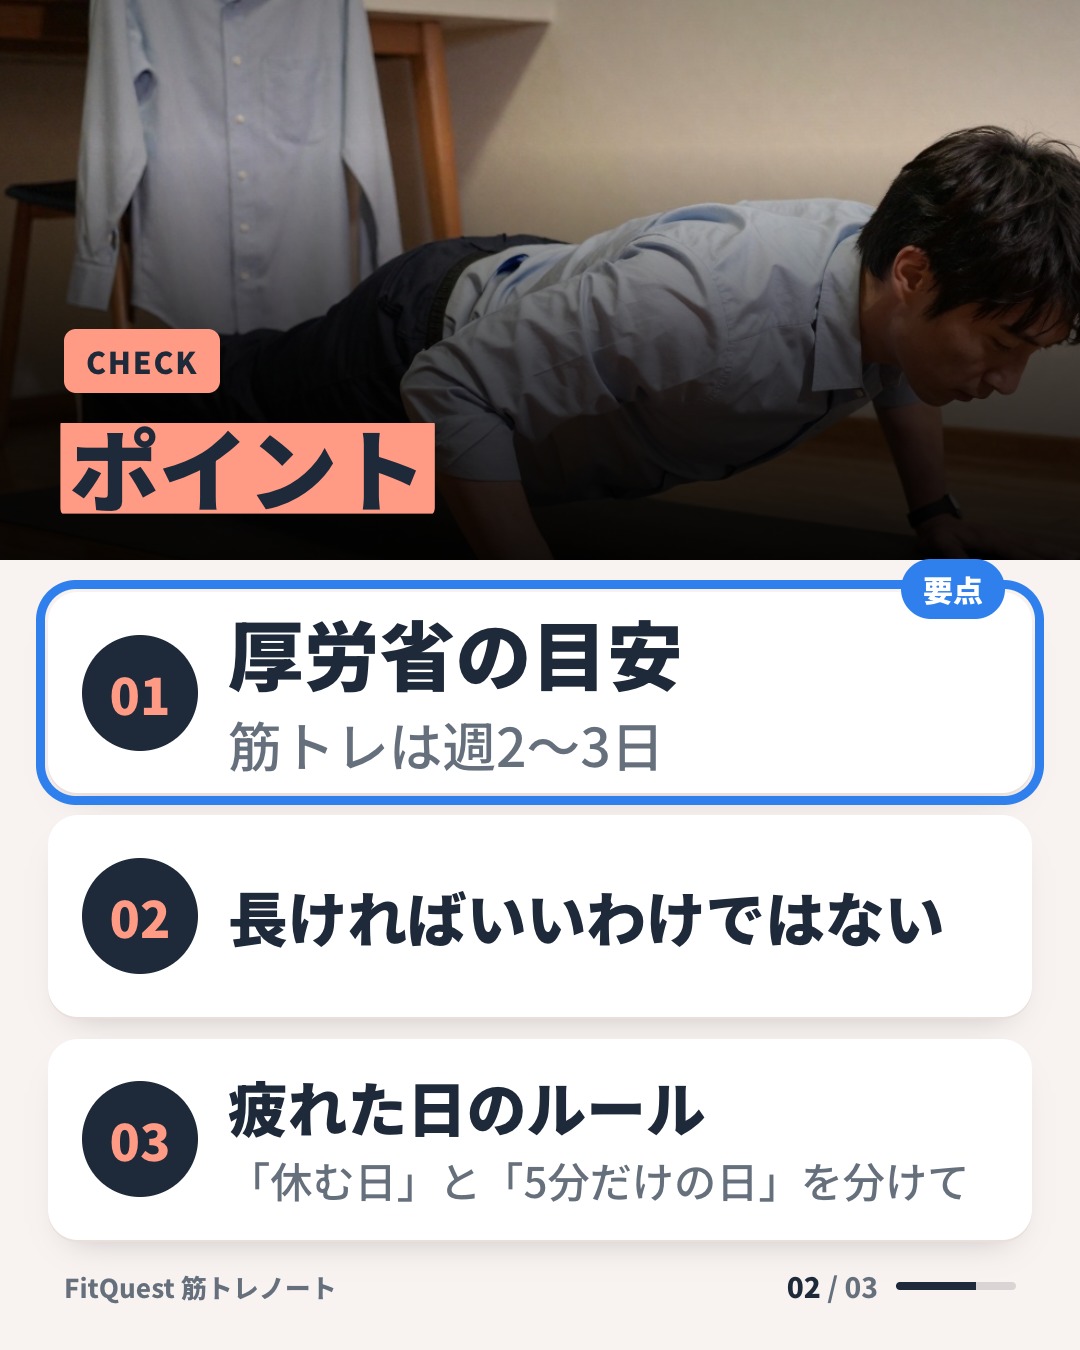 CHECK
ポイント
要点
01
厚労省の目安
筋トレは週2〜3日
02
長ければいいわけではない
03
疲れた日のルール
「休む日」と「5分だけの日」を分けて
FitQuest 筋トレノート
02 / 03